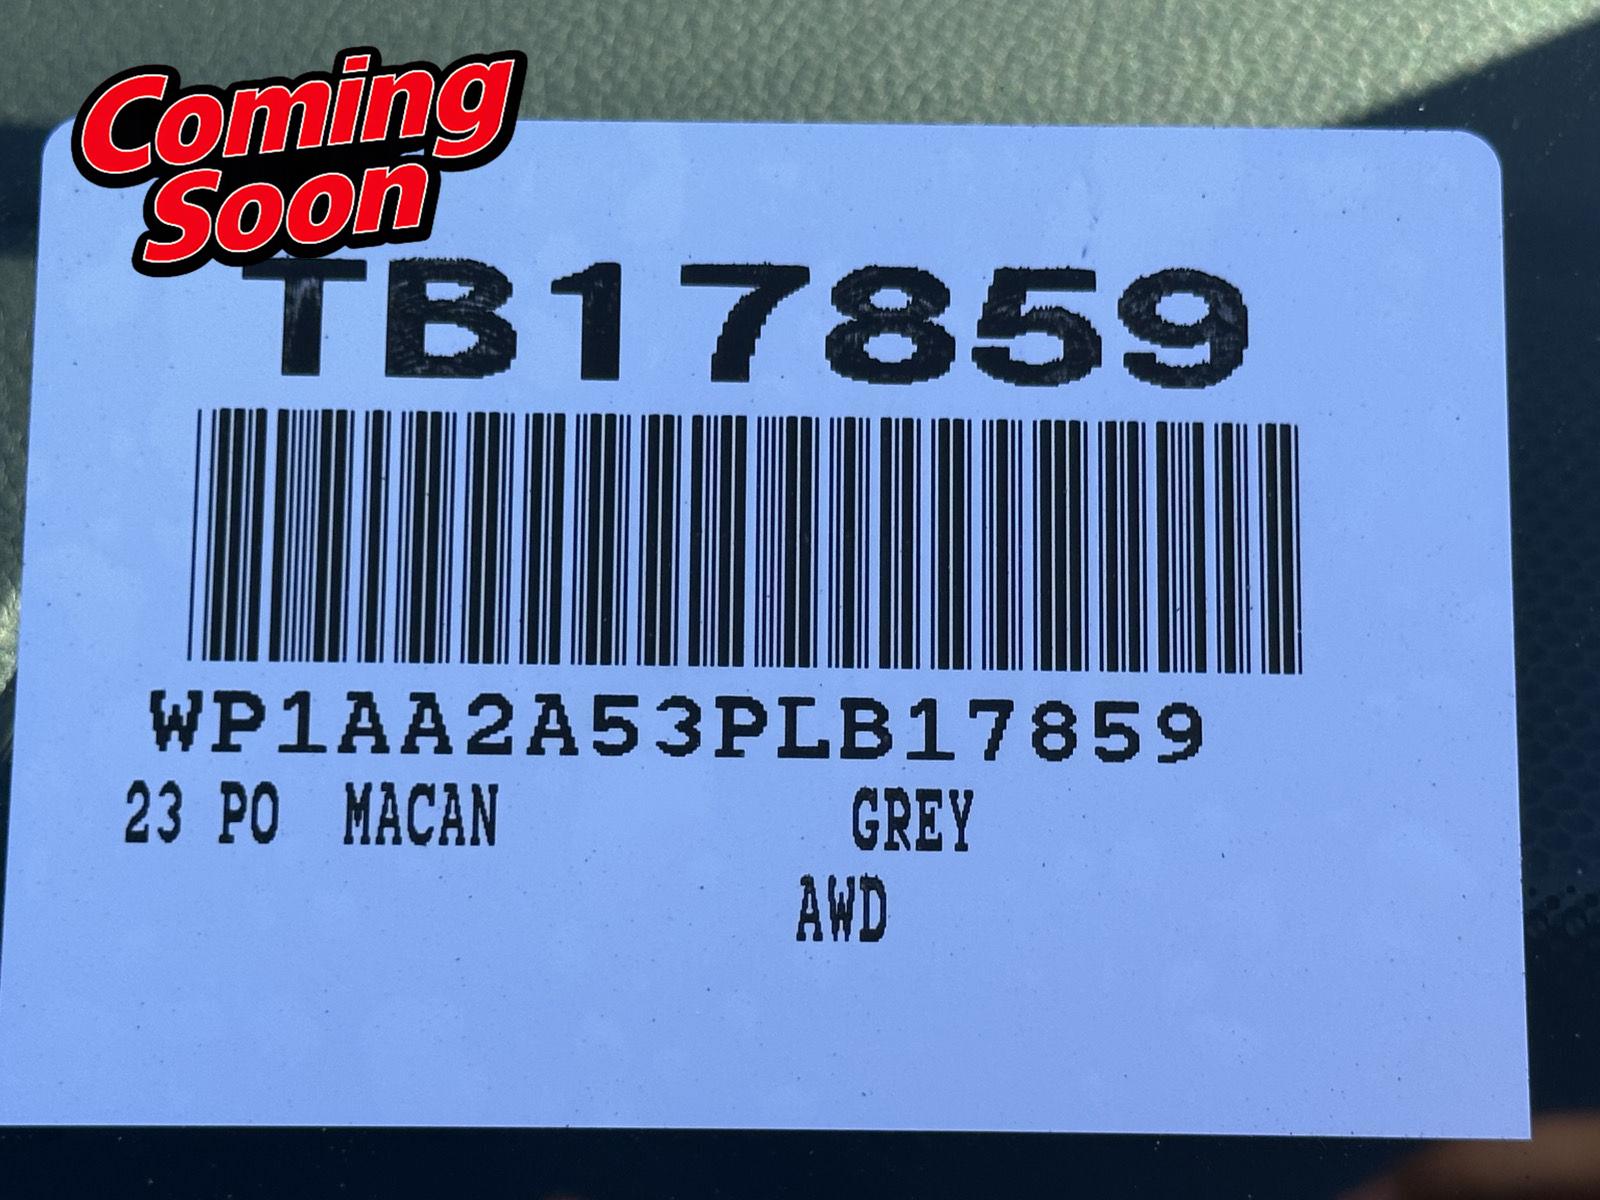 Coming
Soon
TB17859
WP1AA2A53PLB17859
23 PO MACAN GREY
AWD